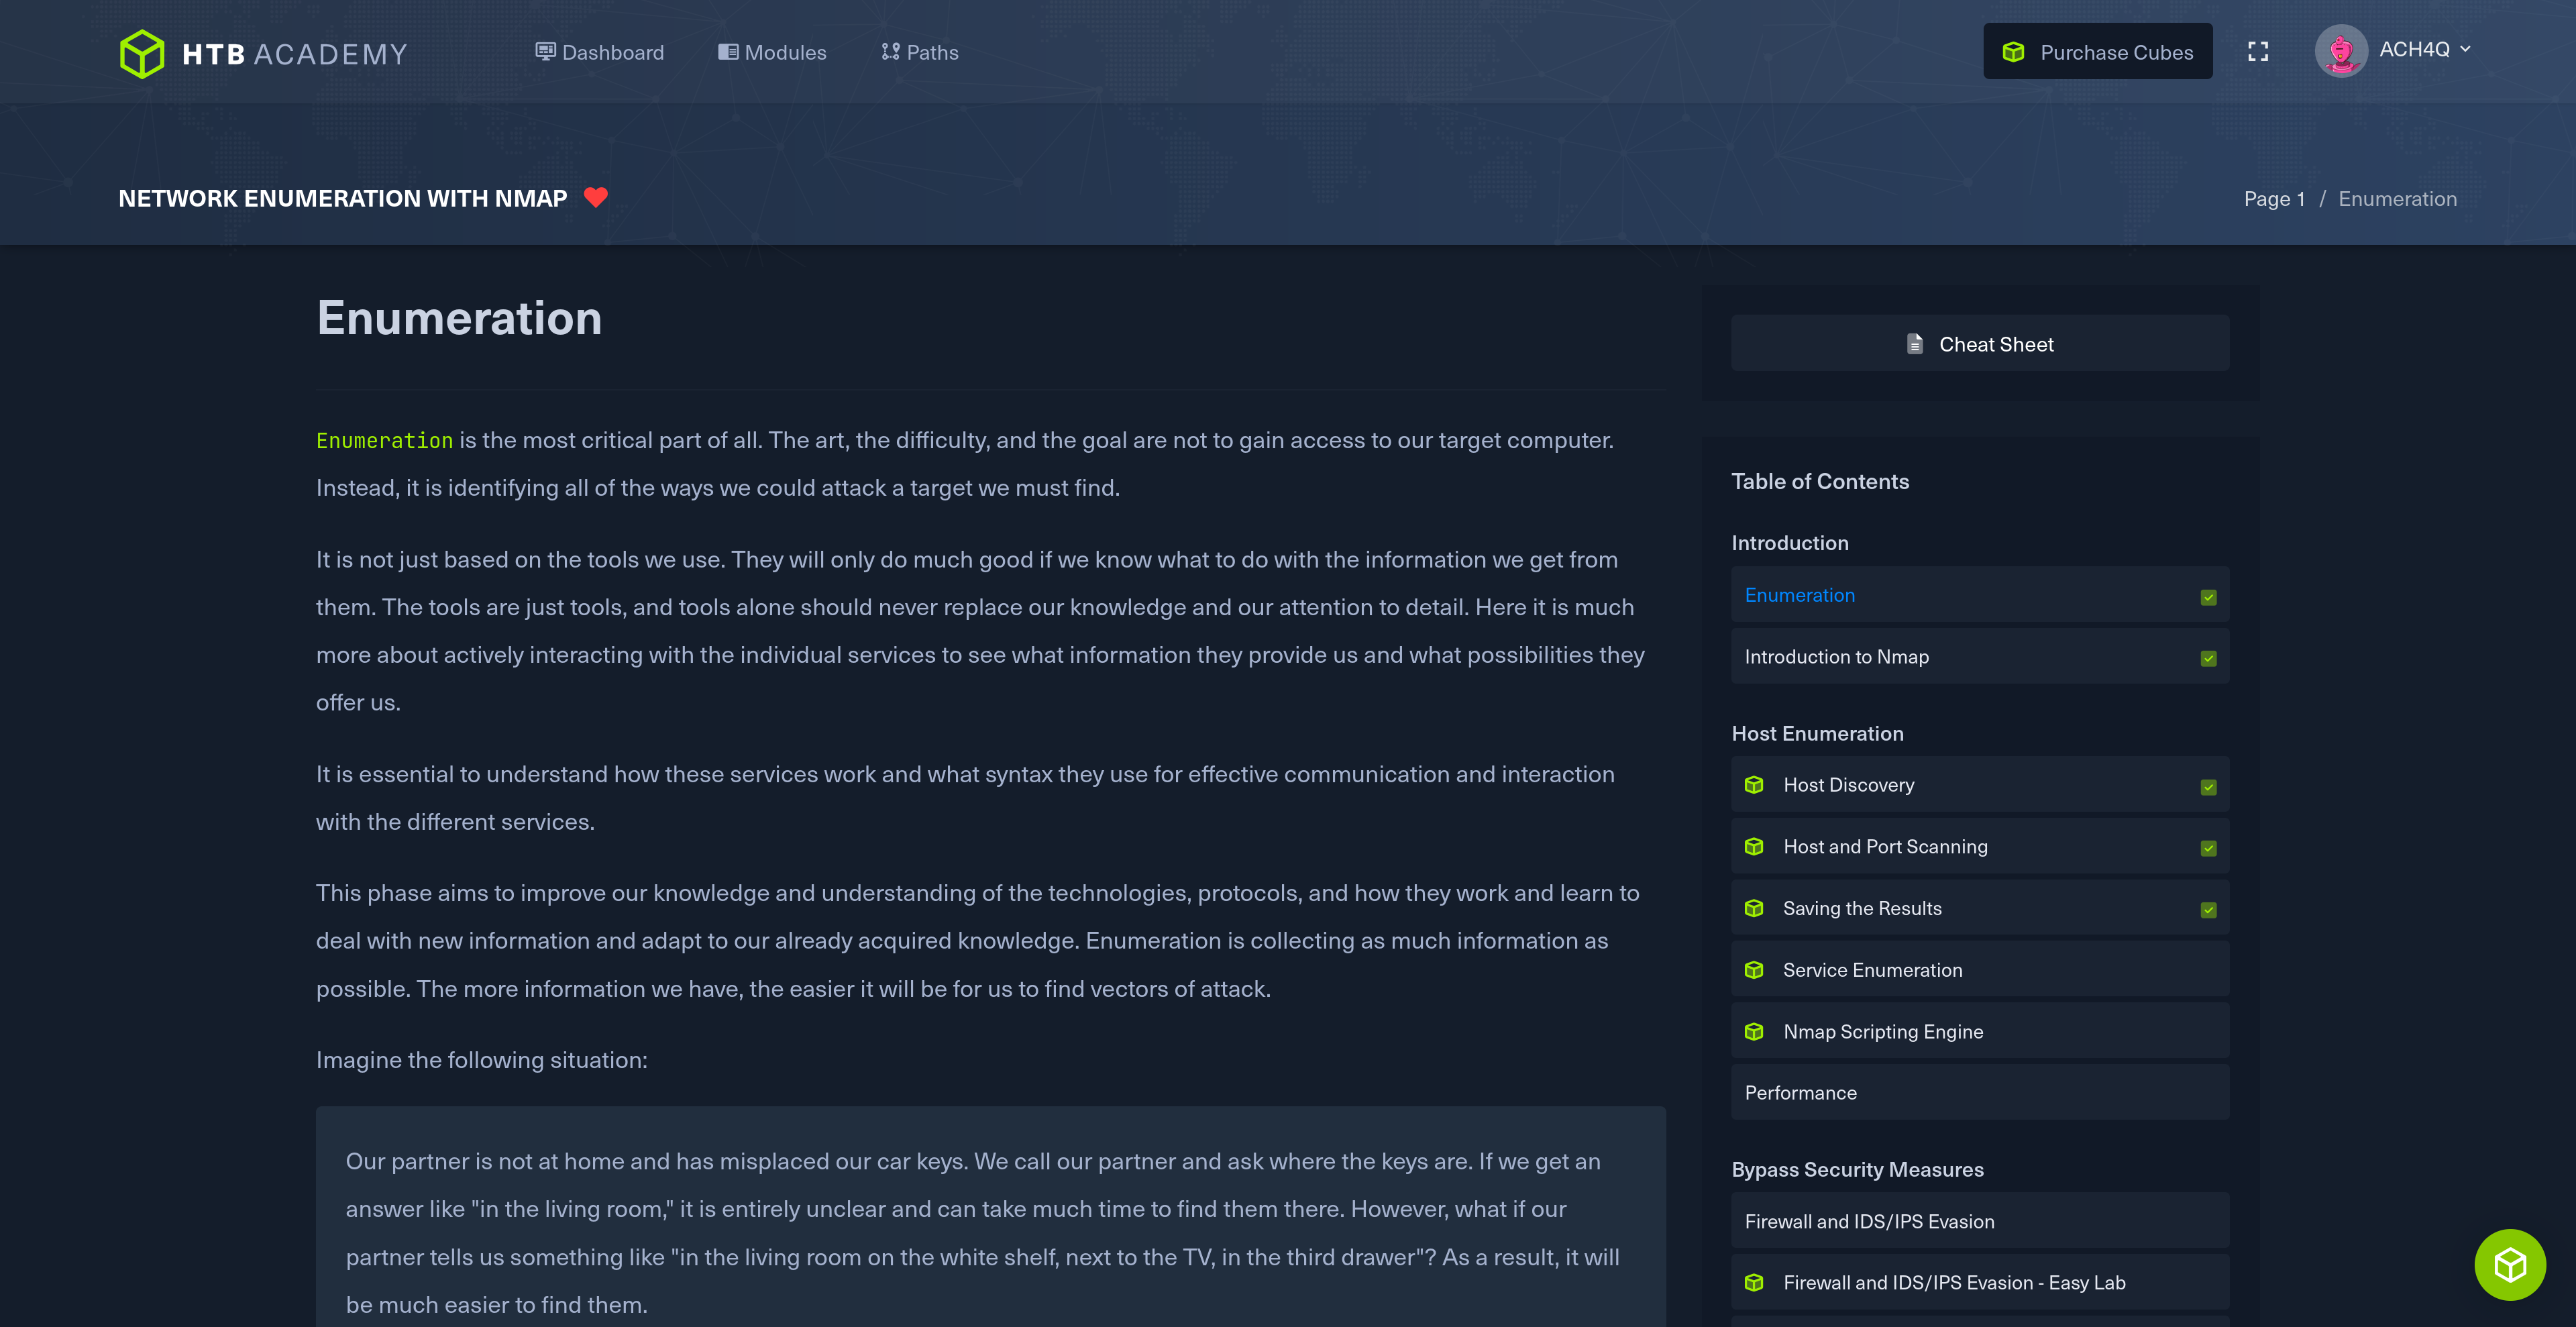 HTB ACADEMY
Dashboard
Modules
Paths
Purchase Cubes
ACH4Q
NETWORK ENUMERATION WITH NMAP
Page 1 / Enumeration
Enumeration
Enumeration is the most critical part of all. The art, the difficulty, and the goal are not to gain access to our target computer.
Instead, it is identifying all of the ways we could attack a target we must find.
It is not just based on the tools we use. They will only do much good if we know what to do with the information we get from
them. The tools are just tools, and tools alone should never replace our knowledge and our attention to detail. Here it is much
more about actively interacting with the individual services to see what information they provide us and what possibilities they
offer us.
It is essential to understand how these services work and what syntax they use for effective communication and interaction
with the different services.
This phase aims to improve our knowledge and understanding of the technologies, protocols, and how they work and learn to
deal with new information and adapt to our already acquired knowledge. Enumeration is collecting as much information as
possible. The more information we have, the easier it will be for us to find vectors of attack.
Imagine the following situation:
Our partner is not at home and has misplaced our car keys. We call our partner and ask where the keys are. If we get an
answer like "in the living room," it is entirely unclear and can take much time to find them there. However, what if our
partner tells us something like "in the living room on the white shelf, next to the TV, in the third drawer"? As a result, it will
be much easier to find them.
Cheat Sheet
Table of Contents
Introduction
Enumeration
Introduction to Nmap
Host Enumeration
Host Discovery
Host and Port Scanning
Saving the Results
Service Enumeration
Nmap Scripting Engine
Performance
Bypass Security Measures
Firewall and IDS/IPS Evasion
Firewall and IDS/IPS Evasion - Easy Lab